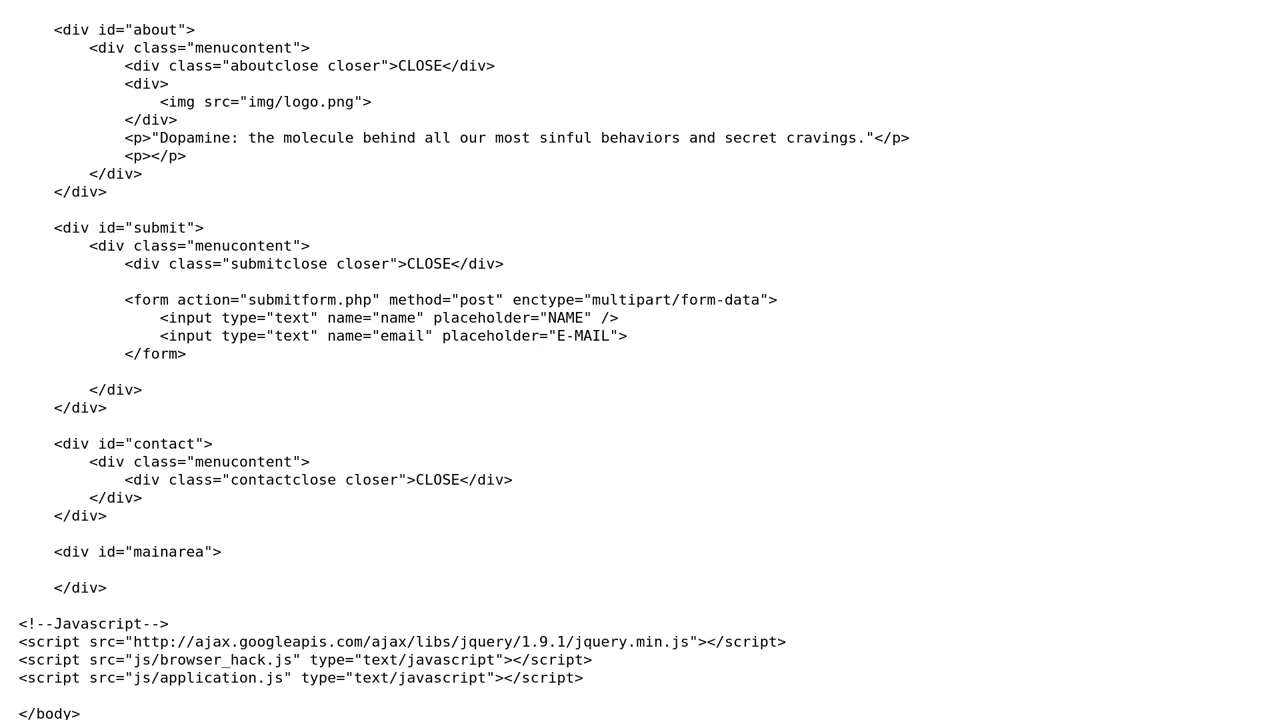 <div id="about">
        <div class="menucontent">
            <div class="aboutclose closer">CLOSE</div>
            <div>
                <img src="img/logo.png">
            </div>
            <p>"Dopamine: the molecule behind all our most sinful behaviors and secret cravings."</p>
            <p></p>
        </div>
    </div>

    <div id="submit">
        <div class="menucontent">
            <div class="submitclose closer">CLOSE</div>

            <form action="submitform.php" method="post" enctype="multipart/form-data">
                <input type="text" name="name" placeholder="NAME" />
                <input type="text" name="email" placeholder="E-MAIL">
            </form>

        </div>
    </div>

    <div id="contact">
        <div class="menucontent">
            <div class="contactclose closer">CLOSE</div>
        </div>
    </div>

    <div id="mainarea">

    </div>

<!--Javascript-->
<script src="http://ajax.googleapis.com/ajax/libs/jquery/1.9.1/jquery.min.js"></script>
<script src="js/browser_hack.js" type="text/javascript"></script>
<script src="js/application.js" type="text/javascript"></script>

</body>